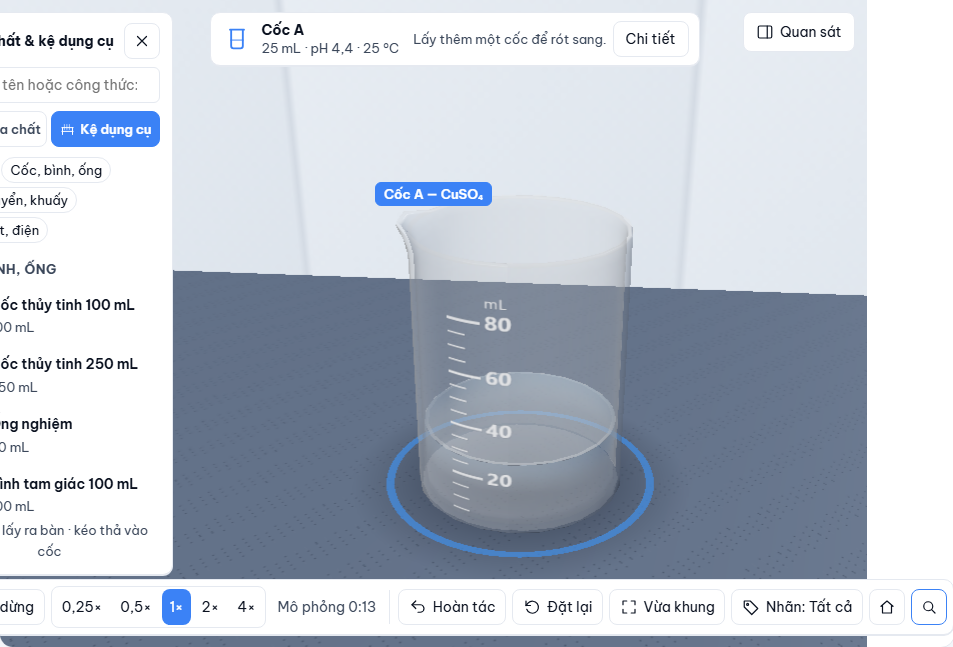 hất & kệ dụng cụ
tên hoặc công thức:
a chất
Kệ dụng cụ
Cốc, bình, ống
yển, khuấy
t, điện
NH, ỐNG
ốc thủy tinh 100 mL
00 mL
ốc thủy tinh 250 mL
50 mL
ng nghiệm
0 mL
ình tam giác 100 mL
00 mL
lấy ra bàn · kéo thả vào
cốc
Cốc A
25 mL · pH 4,4 · 25 °C
Lấy thêm một cốc để rót sang.
Chi tiết
Quan sát
Cốc A — CuSO₄
mL
80
60
40
20
dừng
0,25×
0,5×
1×
2×
4×
Mô phỏng 0:13
Hoàn tác
Đặt lại
Vừa khung
Nhãn: Tất cả